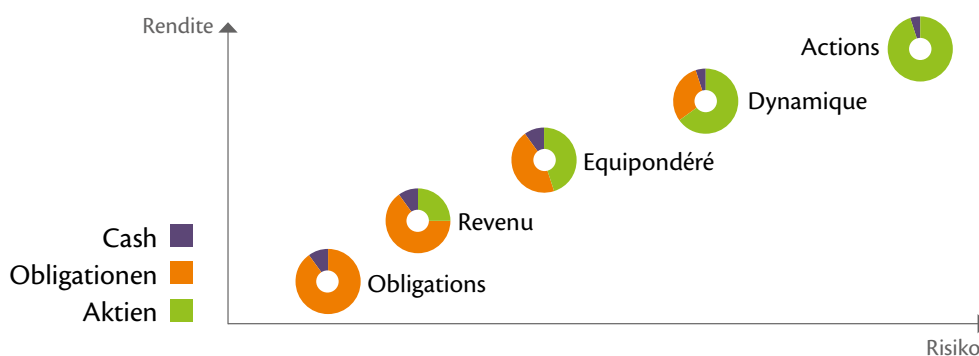 Rendite
Actions
Dynamique
Equipondéré
Revenu
Cash
Obligationen
Obligations
Aktien
Risiko